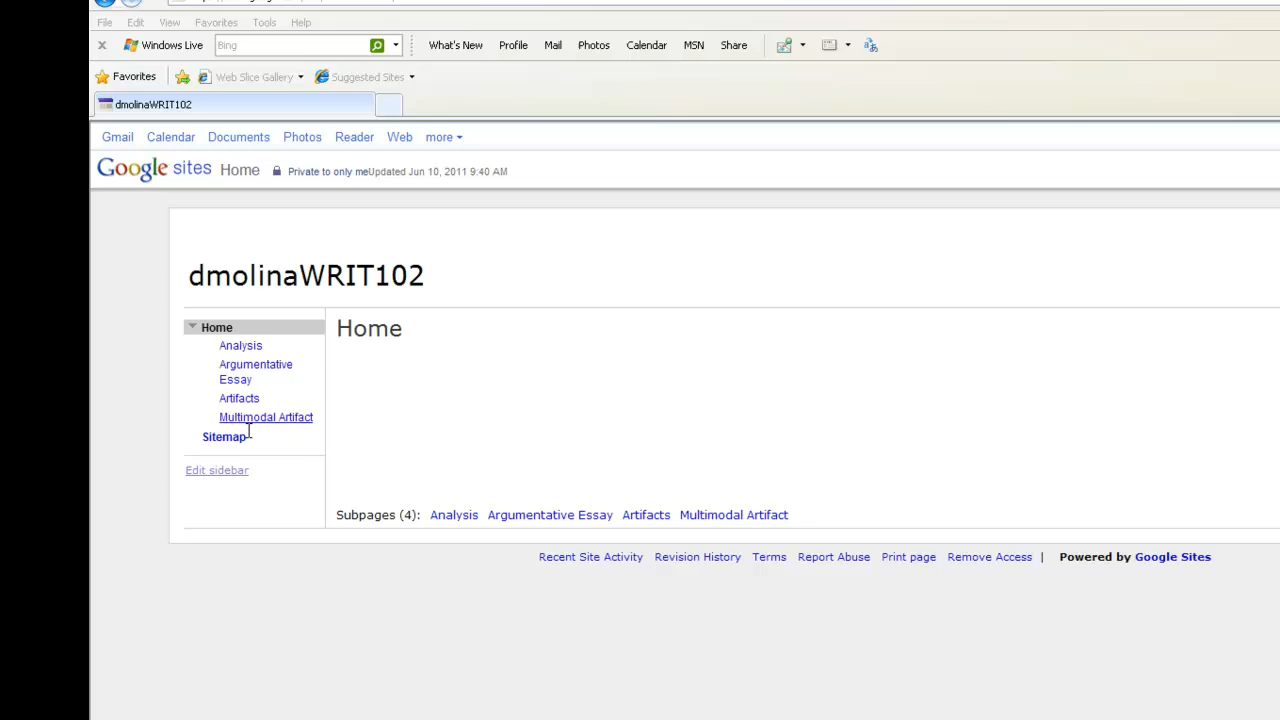 File Edit View Favorites Tools Help
x Windows Live Bing What's New Profile Mail Photos Calendar MSN Share
Favorites Web Slice Gallery Suggested Sites
dmolinaWRIT102
Gmail Calendar Documents Photos Reader Web more
Google sites Home Private to only meUpdated Jun 10, 2011 9:40 AM
dmolinaWRIT102
Home
Analysis
Argumentative
Essay
Artifacts
Multimodal Artifact
Sitemap
Edit sidebar
Home
Subpages (4): Analysis Argumentative Essay Artifacts Multimodal Artifact
Recent Site Activity Revision History Terms Report Abuse Print page Remove Access | Powered by Google Sites